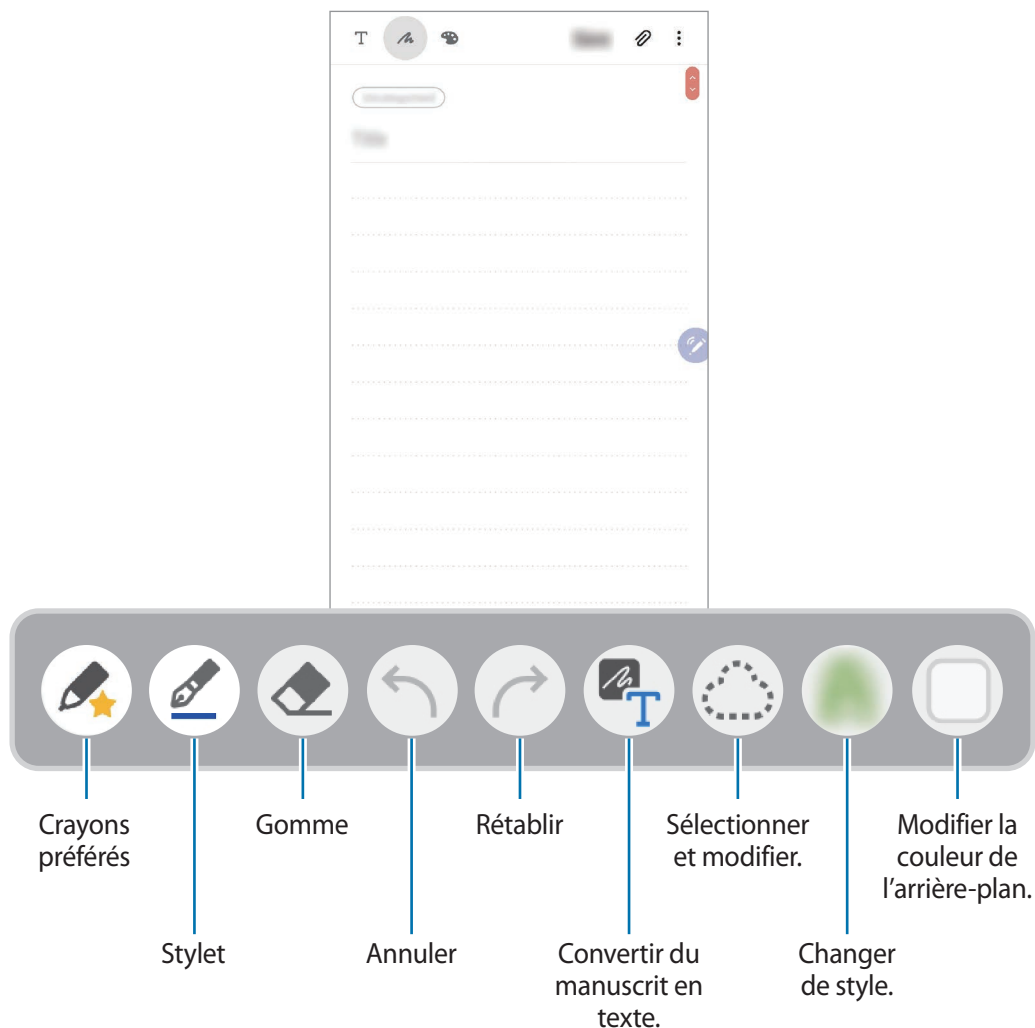 T
T
Crayons
préférés
Gomme
Rétablir
Sélectionner
et modifier.
Modifier la
couleur de
l'arrière-plan.
Stylet
Annuler
Convertir du
manuscrit en
texte.
Changer
de style.